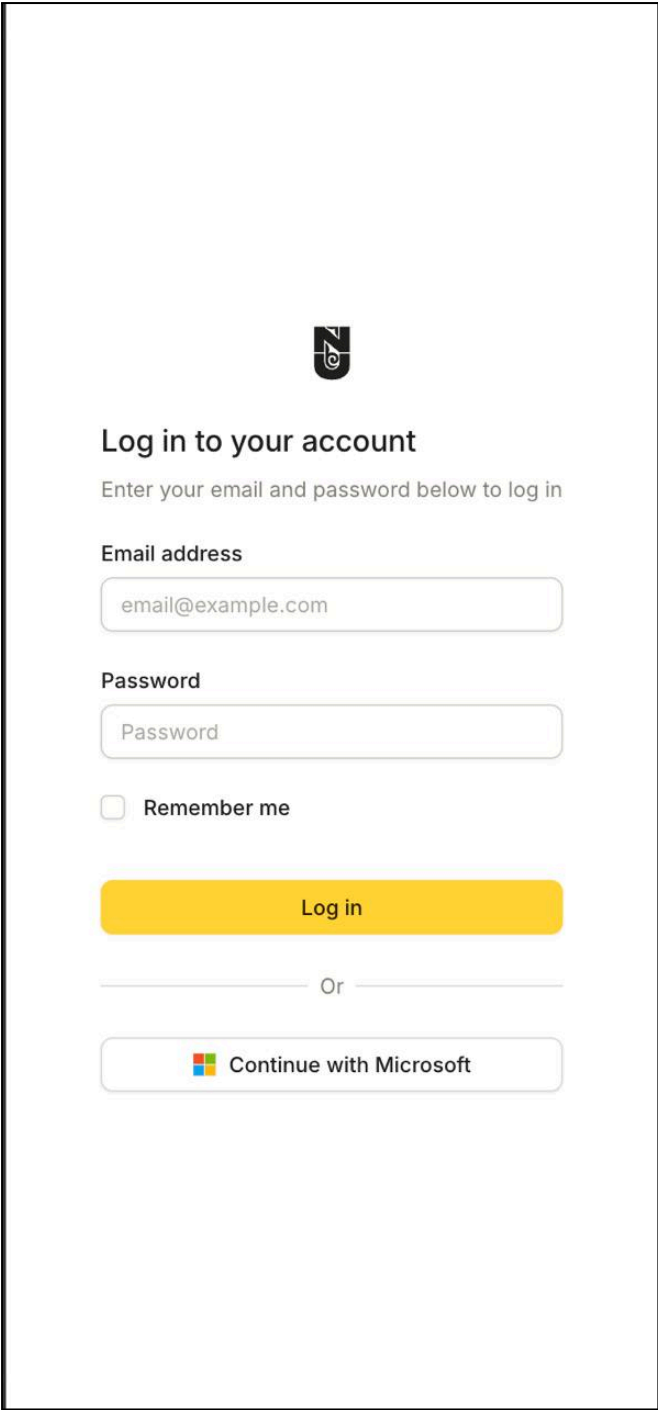 Log in to your account
Enter your email and password below to log in
Email address
email@example.com
Password
Password
Remember me
Log in
Or
Continue with Microsoft